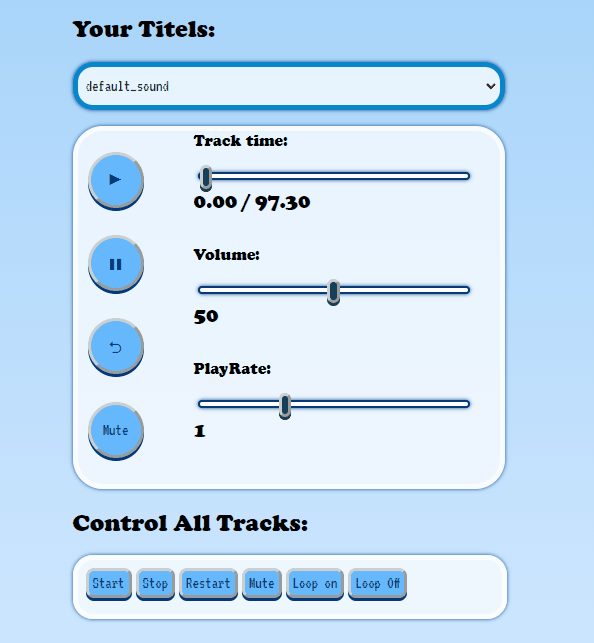 Your Titels:
default_sound
Track time:
0.00 / 97.30
Volume:
50
PlayRate:
1
Mute
Control All Tracks:
Start Stop Restart Mute Loop on Loop Off